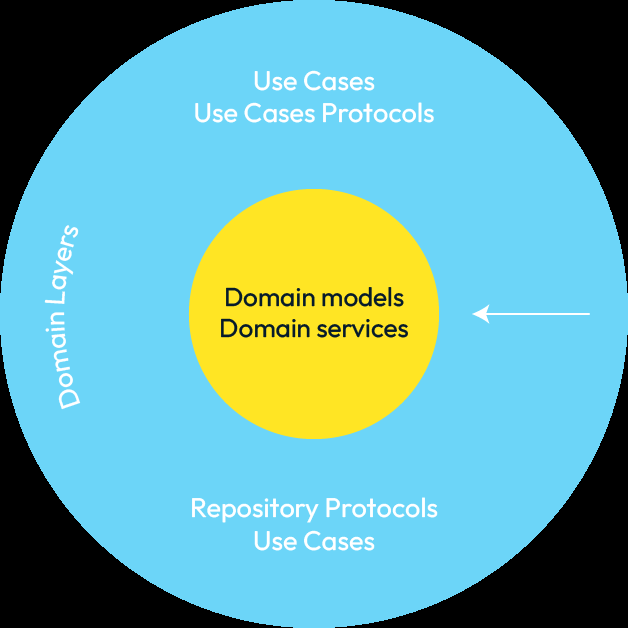 Use Cases
Use Cases Protocols
Domain Layers
Domain models
Domain services
Repository Protocols
Use Cases